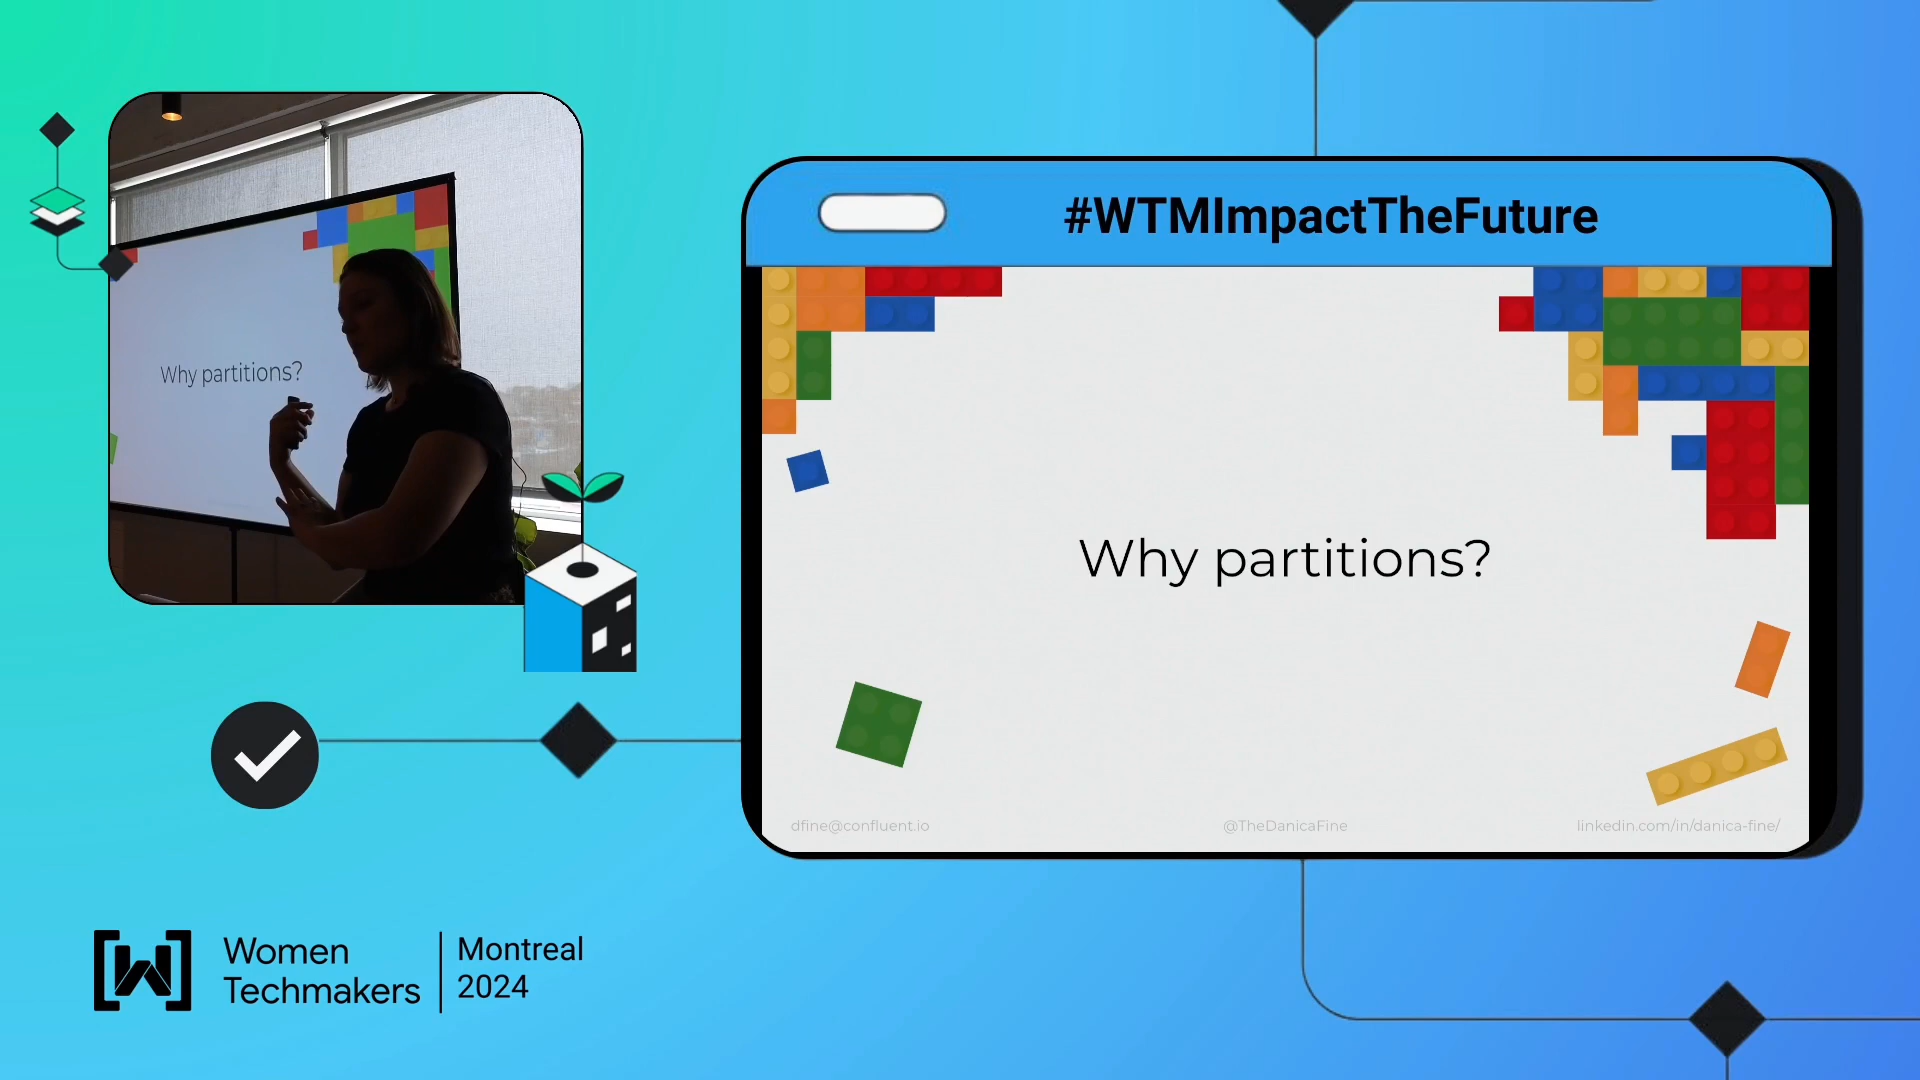 #WTMImpactTheFuture
Why partitions?
Why partitions?
dfine@confluent.io
@TheDanicaFine
linkedin.com/in/danica-fine/
Women
Techmakers
Montreal
2024